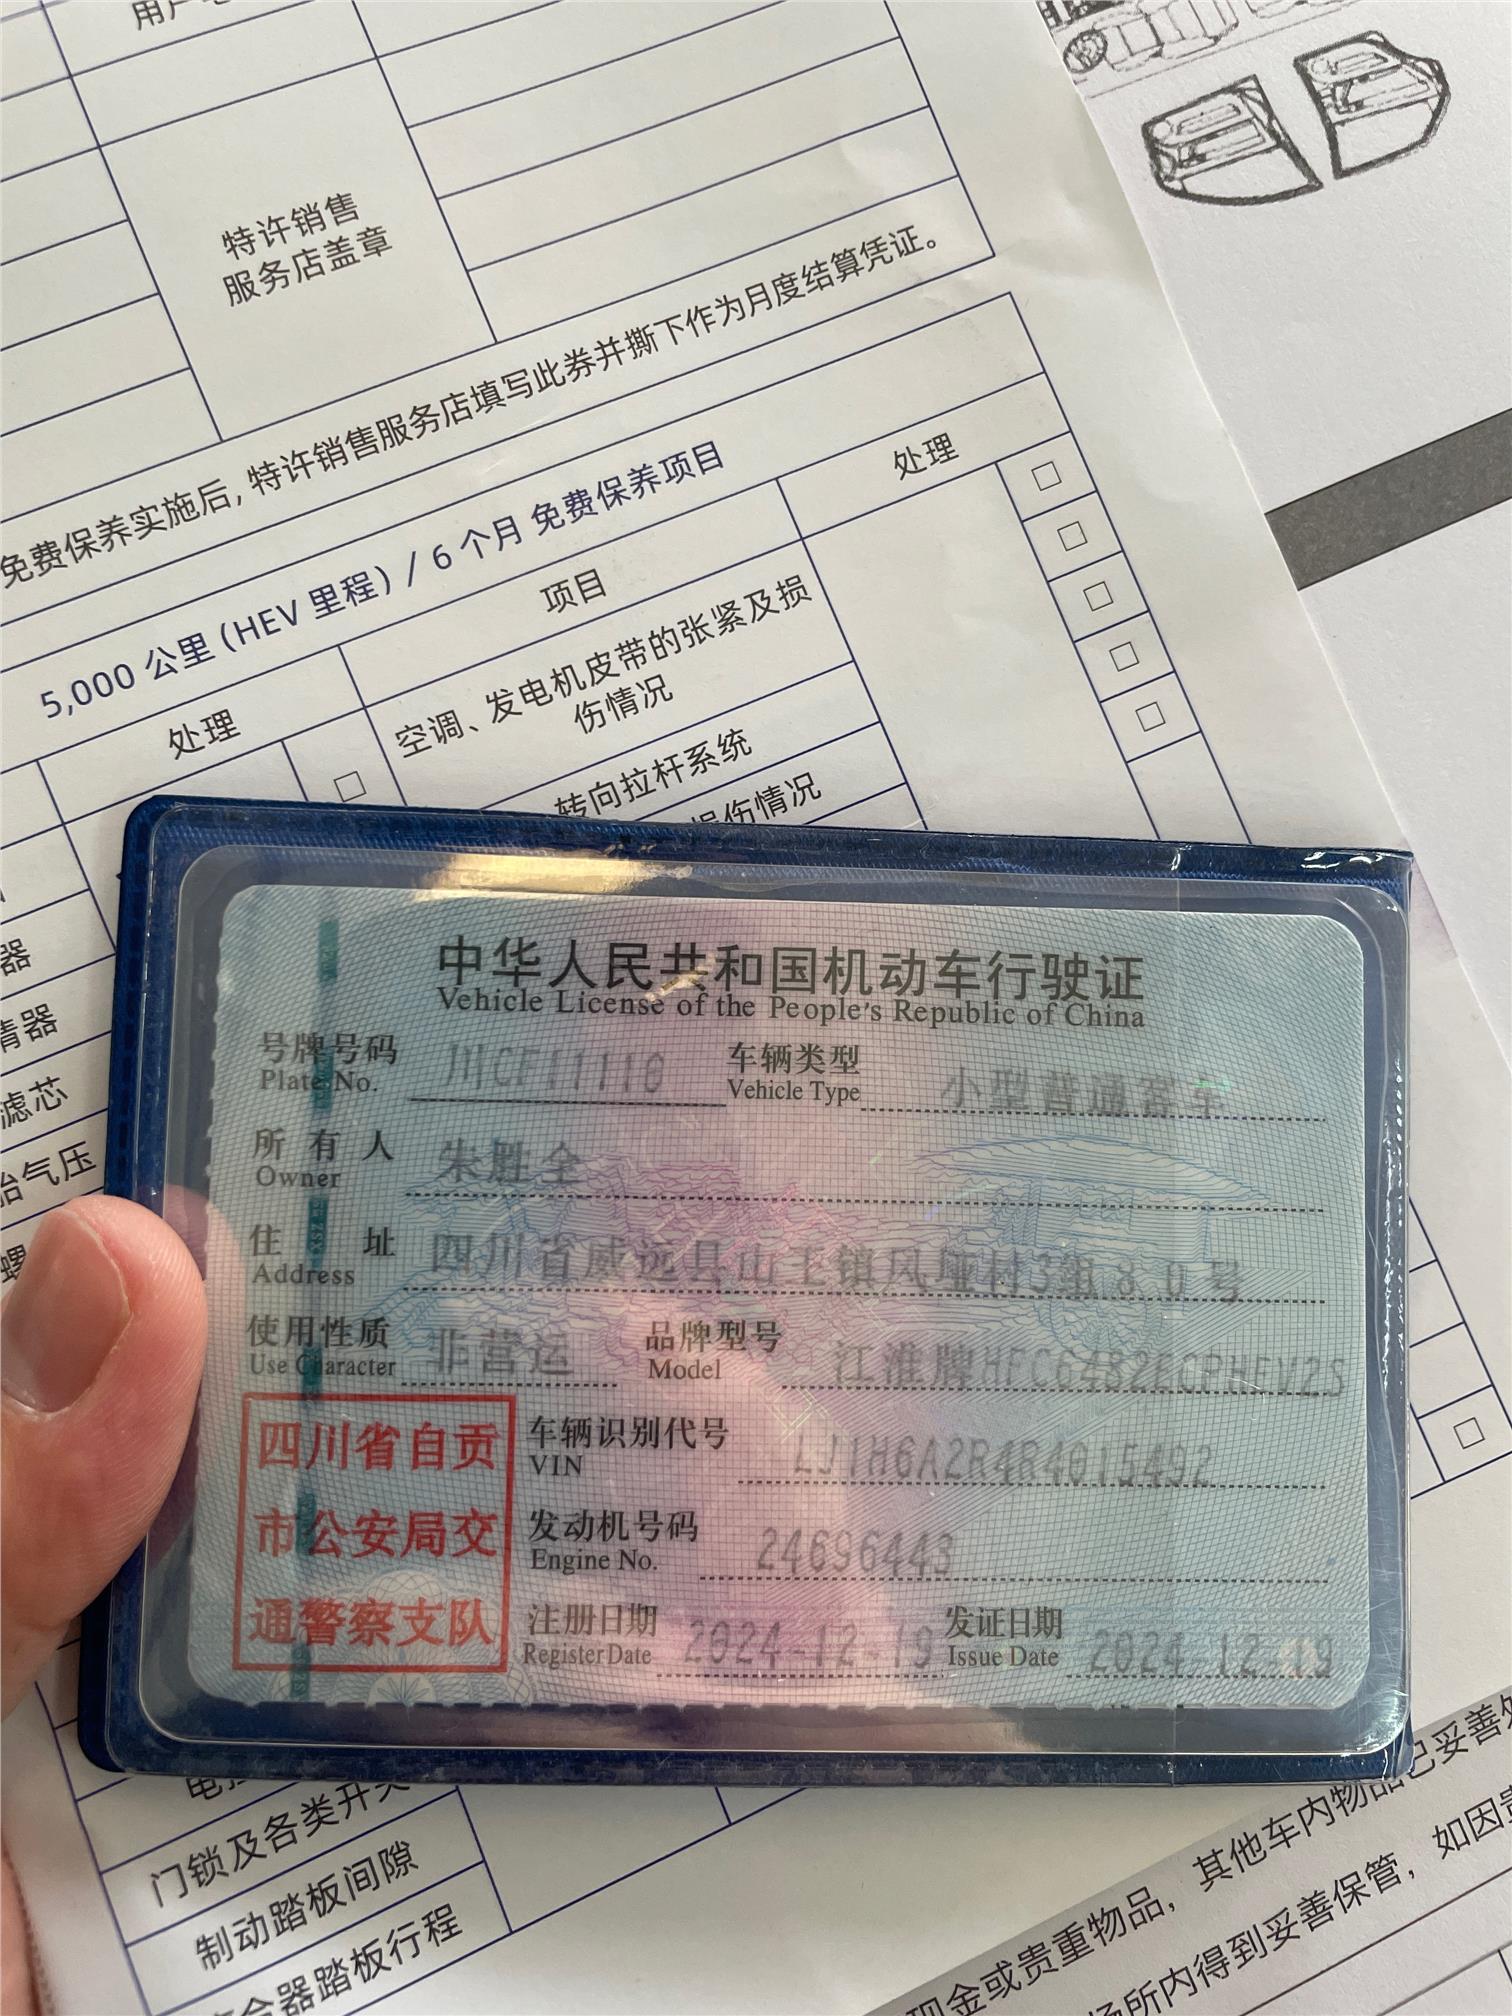 特许销售
服务店盖章
免费保养实施后，特许销售服务店填写此券并撕下作为月度结算凭证。
5,000 公里（HEV 里程）/ 6 个月 免费保养项目
处理
项目
处理
空调、发电机皮带的张紧及损
伤情况
转向拉杆系统
损伤情况
器
清器
滤芯
胎气压
中华人民共和国机动车行驶证
Vehicle License of the People's Republic of China
号牌号码 川CF11110 车辆类型 小型普通客车
Plate No. Vehicle Type
所有人 朱胜全
Owner
住址 四川省威远县山王镇风垭村3组80号
Address
使用性质 非营运 品牌型号 江淮牌HFC6482ECPHEV2S
Use Character Model
四川省自贡
市公安局交
通警察支队
车辆识别代号 LJ1H6A2R4R4015492
VIN
发动机号码 24696443
Engine No.
注册日期 2024-12-19 发证日期 2024-12-19
Register Date Issue Date
门锁及各类开关
制动踏板间隙
合器踏板行程
现金或贵重物品，其他车内物品已妥善处
场所内得到妥善保管，如因